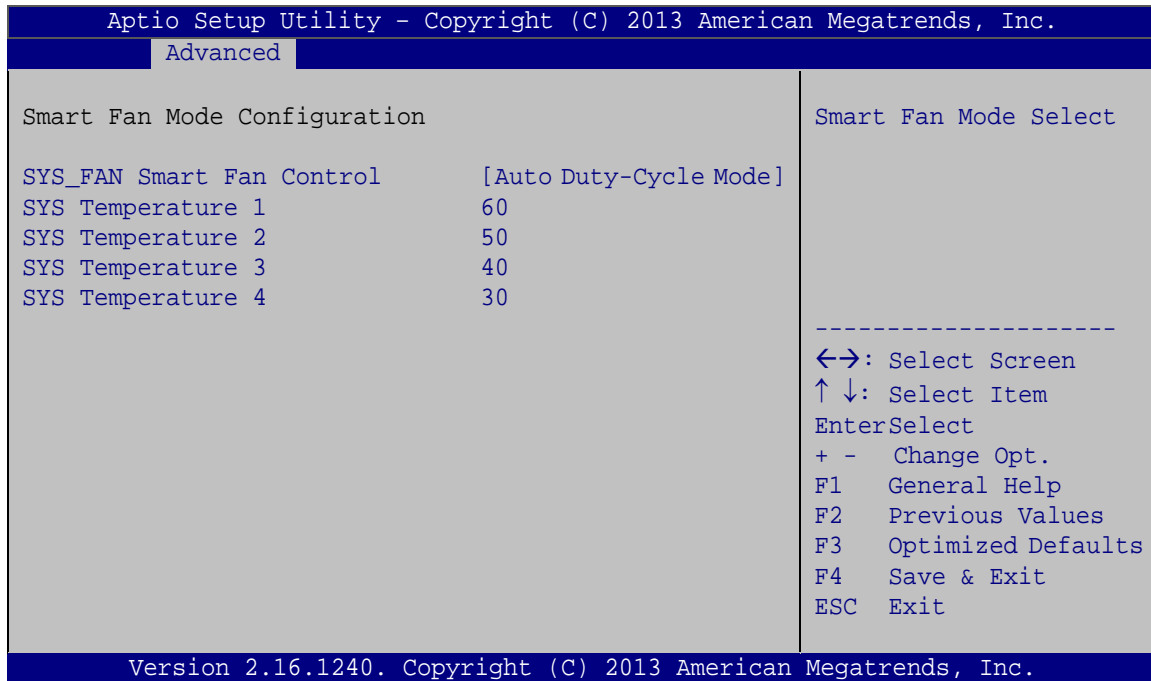 Aptio Setup Utility – Copyright (C) 2013 American Megatrends, Inc.
Advanced
Smart Fan Mode Configuration
SYS_FAN Smart Fan Control [Auto Duty-Cycle Mode]
SYS Temperature 1 60
SYS Temperature 2 50
SYS Temperature 3 40
SYS Temperature 4 30
Smart Fan Mode Select
---------------------
←→: Select Screen
↑ ↓: Select Item
EnterSelect
+ - Change Opt.
F1 General Help
F2 Previous Values
F3 Optimized Defaults
F4 Save & Exit
ESC Exit
Version 2.16.1240. Copyright (C) 2013 American Megatrends, Inc.